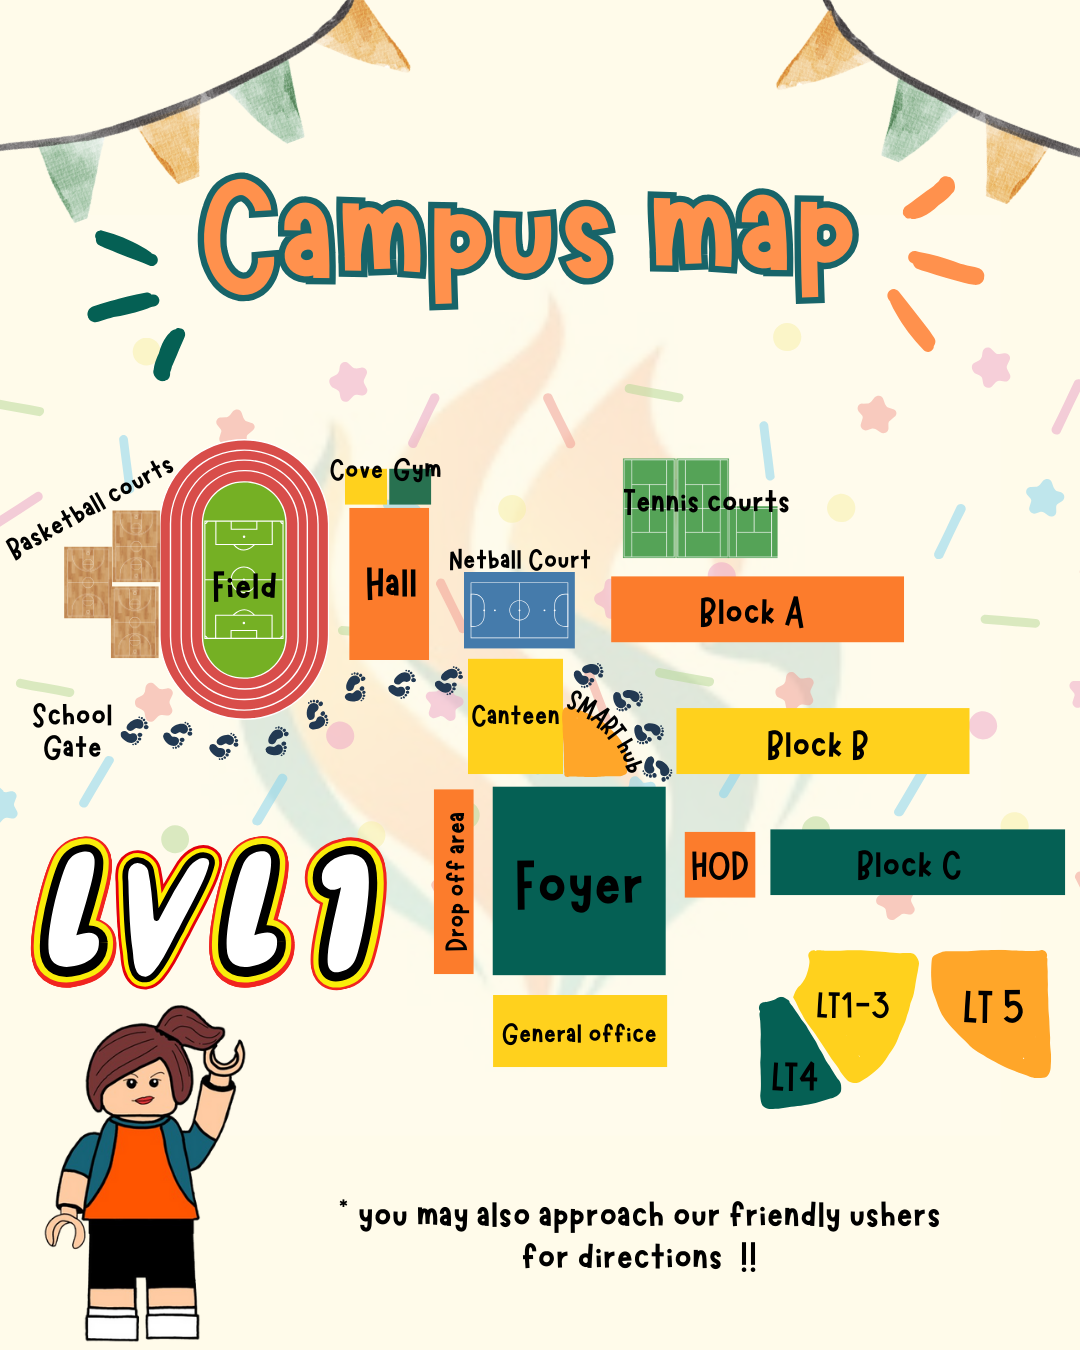 Campus map
Basketball courts
Field
Cove
Gym
Hall
Netball Court
Tennis courts
Block A
School
Gate
Canteen
SMART hub
Block B
Drop off area
Foyer
HOD
Block C
LVL1
General office
LT1-3
LT 5
LT4
* you may also approach our friendly ushers
for directions !!